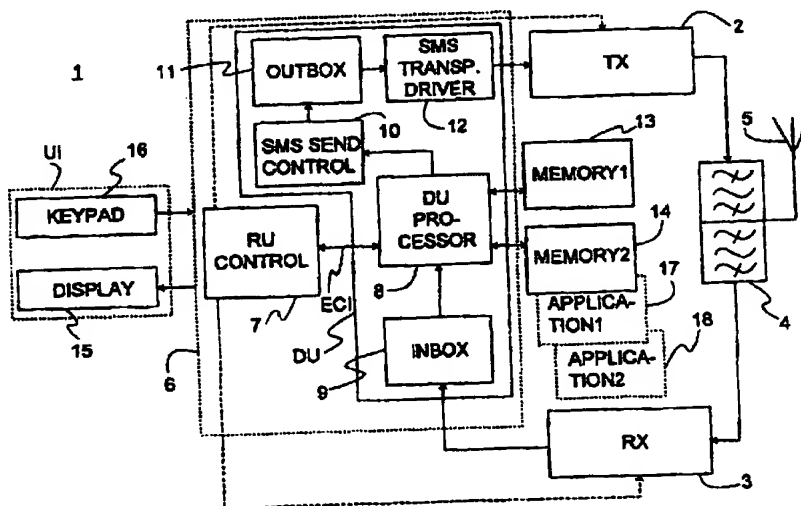 1
11
OUTBOX
SMS
TRANSP.
DRIVER
12
TX
2
10
SMS SEND
CONTROL
13
MEMORY1
5
UI
16
KEYPAD
DISPLAY
15
6
RU
CONTROL
7
ECI
DU
DU
PRO-
CESSOR
8
MEMORY2
14
APPLICA-
TION1
17
APPLICA-
TION2
18
4
9
INBOX
RX
3